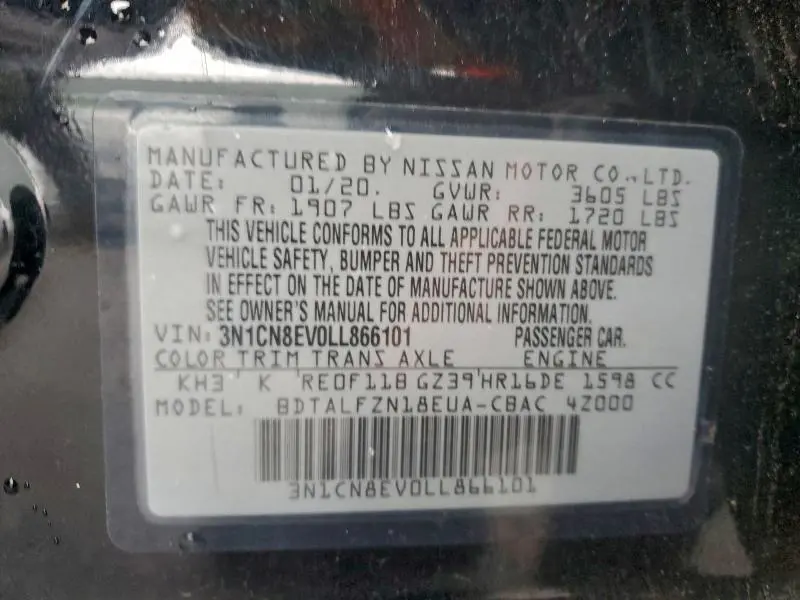 MANUFACTURED BY NISSAN MOTOR CO.,LTD.
DATE: 01/20. GVWR: 3605 LBS
GAWR FR: 1907 LBS GAWR RR: 1720 LBS
THIS VEHICLE CONFORMS TO ALL APPLICABLE FEDERAL MOTOR
VEHICLE SAFETY, BUMPER AND THEFT PREVENTION STANDARDS
IN EFFECT ON THE DATE OF MANUFACTURE SHOWN ABOVE.
SEE OWNER'S MANUAL FOR ADDITIONAL INFORMATION.
VIN: 3N1CN8EV0LL866101 PASSENGER CAR.
COLOR TRIM TRANS AXLE ENGINE
KH3 K RE0F11B GZ39 HR16DE 1598 CC
MODEL: BDTALFZN18EUA-CBAC 4Z000
3N1CN8EV0LL866101